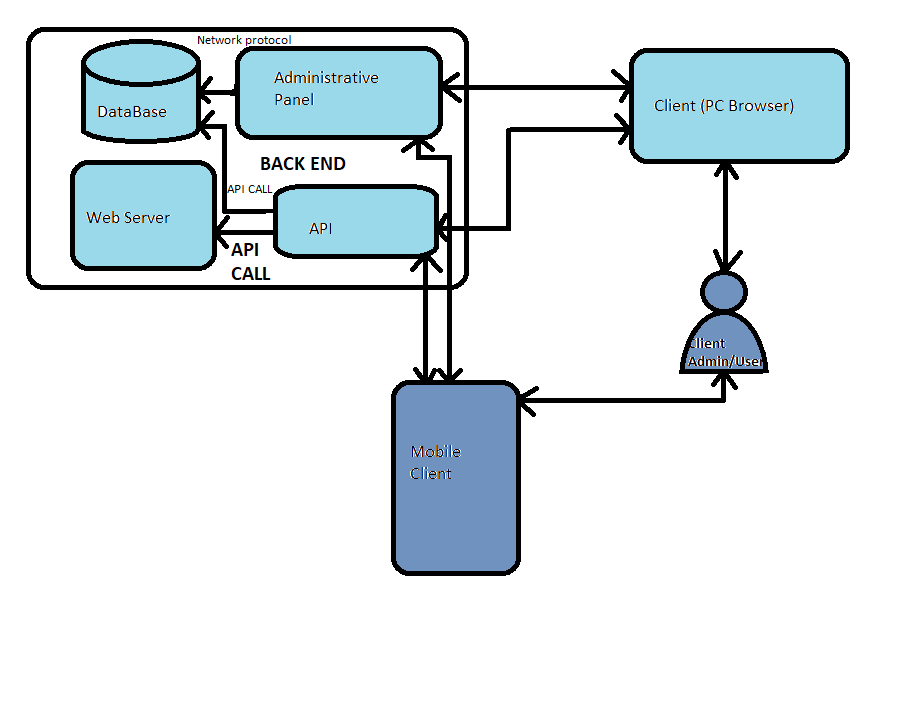 Network protocol
Administrative
Panel
DataBase
Client (PC Browser)
BACK END
API CALL
Web Server
API
API
CALL
Client
Admin/User
Mobile
Client